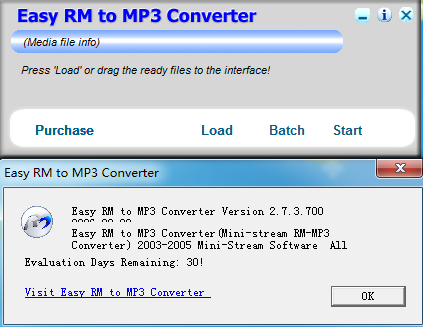 Easy RM to MP3 Converter
(Media file info)
Press 'Load' or drag the ready files to the interface!
Purchase Load Batch Start
Easy RM to MP3 Converter
Easy RM to MP3 Converter Version 2.7.3.700
Easy RM to MP3 Converter(Mini-stream RM-MP3
Converter) 2003-2005 Mini-Stream Software All
Evaluation Days Remaining: 30!
Visit Easy RM to MP3 Converter
OK